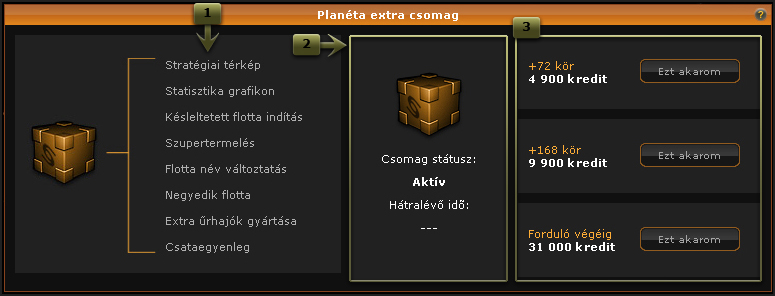 Planéta extra csomag
?
1
Stratégiai térkép
Statisztika grafikon
Késleltetett flotta indítás
Szupertermelés
Flotta név változtatás
Negyedik flotta
Extra űrhajók gyártása
Csataegyenleg
2
Csomag státusz:
Aktív
Hátralévő idő:
---
3
+72 kör
4 900 kredit
Ezt akarom
+168 kör
9 900 kredit
Ezt akarom
Forduló végéig
31 000 kredit
Ezt akarom